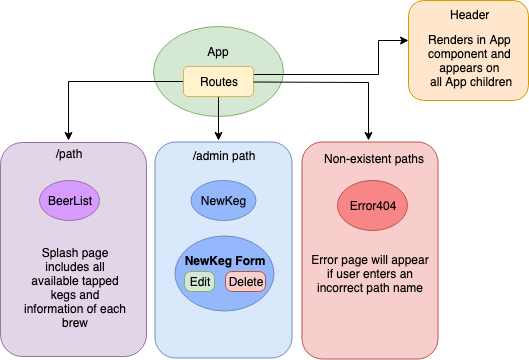 Header
Renders in App
component and
appears on
all App children
App
Routes
/path
BeerList
Splash page
includes all
available tapped
kegs and
information of each
brew
/admin path
NewKeg
NewKeg Form
Edit
Delete
Non-existent paths
Error404
Error page will appear
if user enters an
incorrect path name